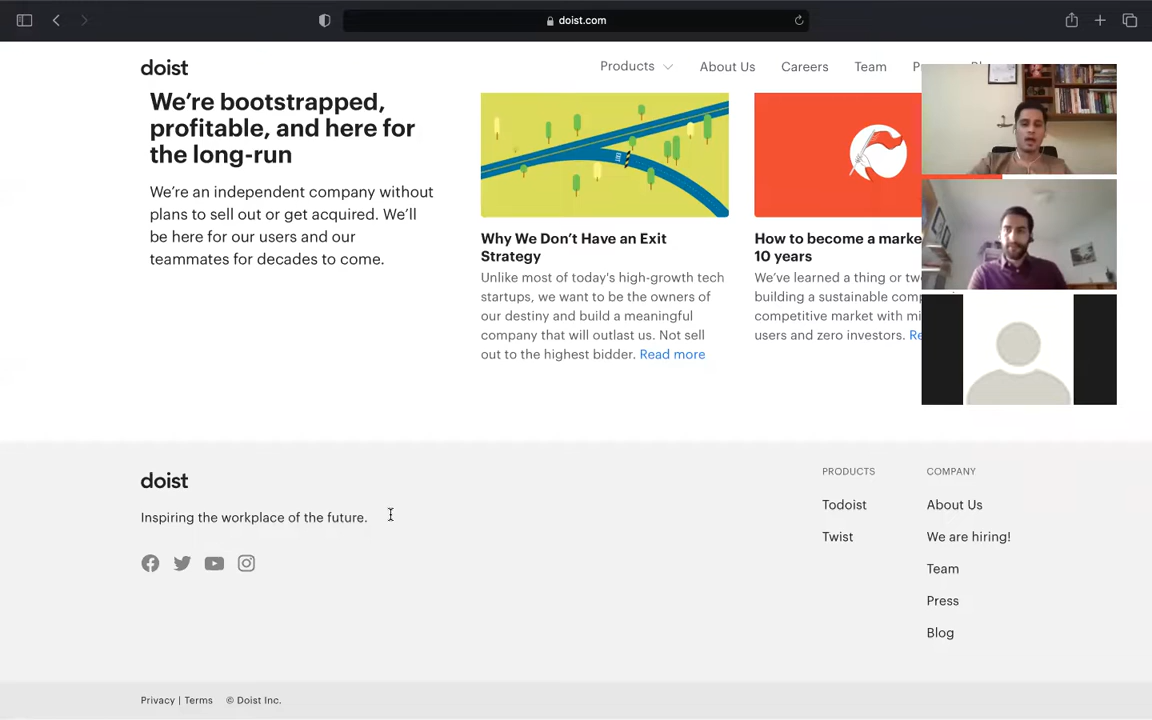 doist.com
doist
Products
About Us
Careers
Team
We're bootstrapped,
profitable, and here for
the long-run
We're an independent company without
plans to sell out or get acquired. We'll
be here for our users and our
teammates for decades to come.
Why We Don't Have an Exit
Strategy
Unlike most of today's high-growth tech
startups, we want to be the owners of
our destiny and build a meaningful
company that will outlast us. Not sell
out to the highest bidder. Read more
How to become a marke
10 years
We've learned a thing or tw
building a sustainable comp
competitive market with mi
users and zero investors. Re
doist
Inspiring the workplace of the future.
PRODUCTS
Todoist
Twist
COMPANY
About Us
We are hiring!
Team
Press
Blog
Privacy | Terms © Doist Inc.